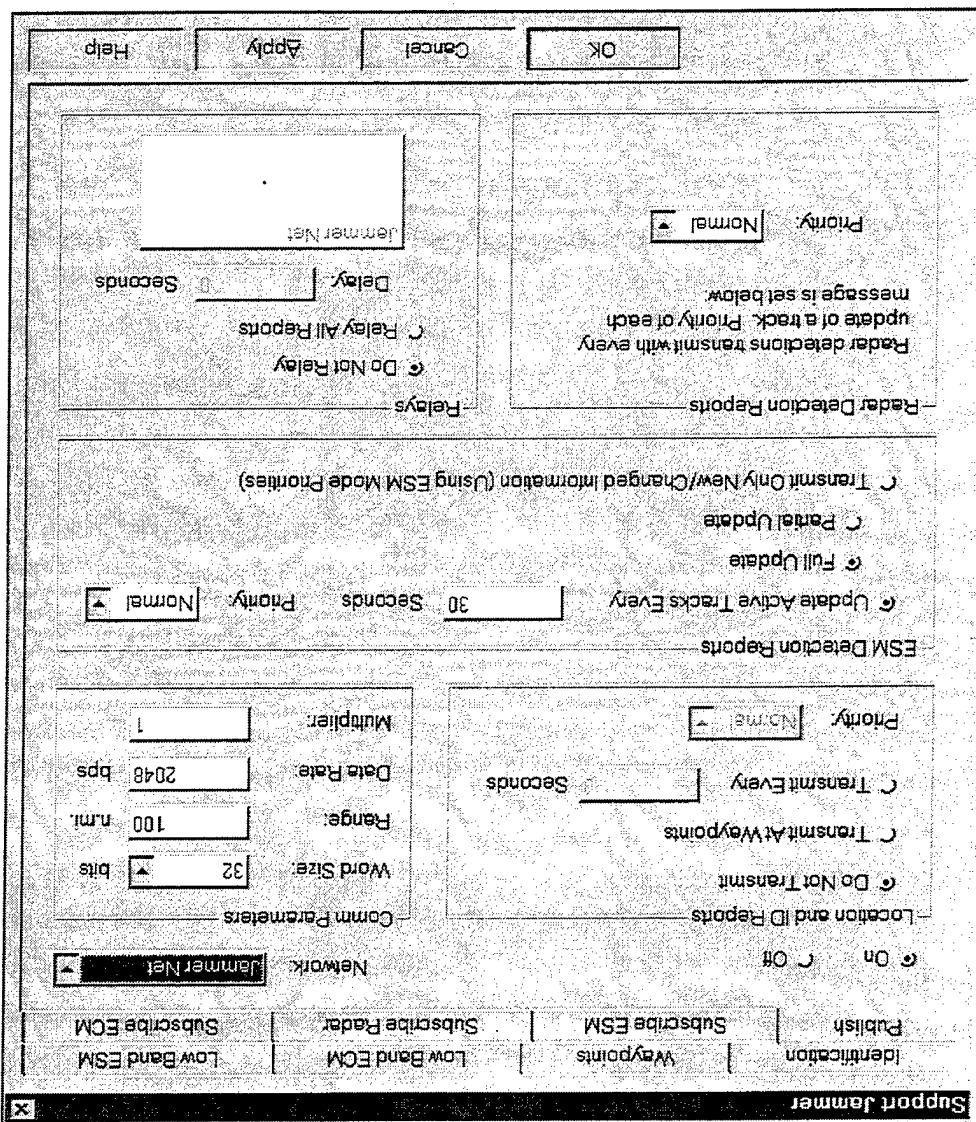 Support Jammer
Identification Waypoints Low Band ECM Low Band ESM
Publish Subscribe ESM Subscribe Radar Subscribe ECM
On Off Network: JammerNet
Location and ID Reports
Do Not Transmit
Transmit At Waypoints
Transmit Every Seconds
Priority: Normal
Comm Parameters
Word Size: 32 bits
Range: 100 n.mi.
Data Rate: 2048 bps
Multiplier: 1
ESM Detection Reports
Update Active Tracks Every 30 Seconds Priority: Normal
Full Update
Partial Update
Transmit Only New/Changed Information (Using ESM Mode Priorities)
Radar Detection Reports
Radar detections transmit with every
update of a track. Priority of each
message is set below.
Priority: Normal
Relays
Do Not Relay
Relay All Reports
Delay: 0 Seconds
JammerNet
OK Cancel Apply Help